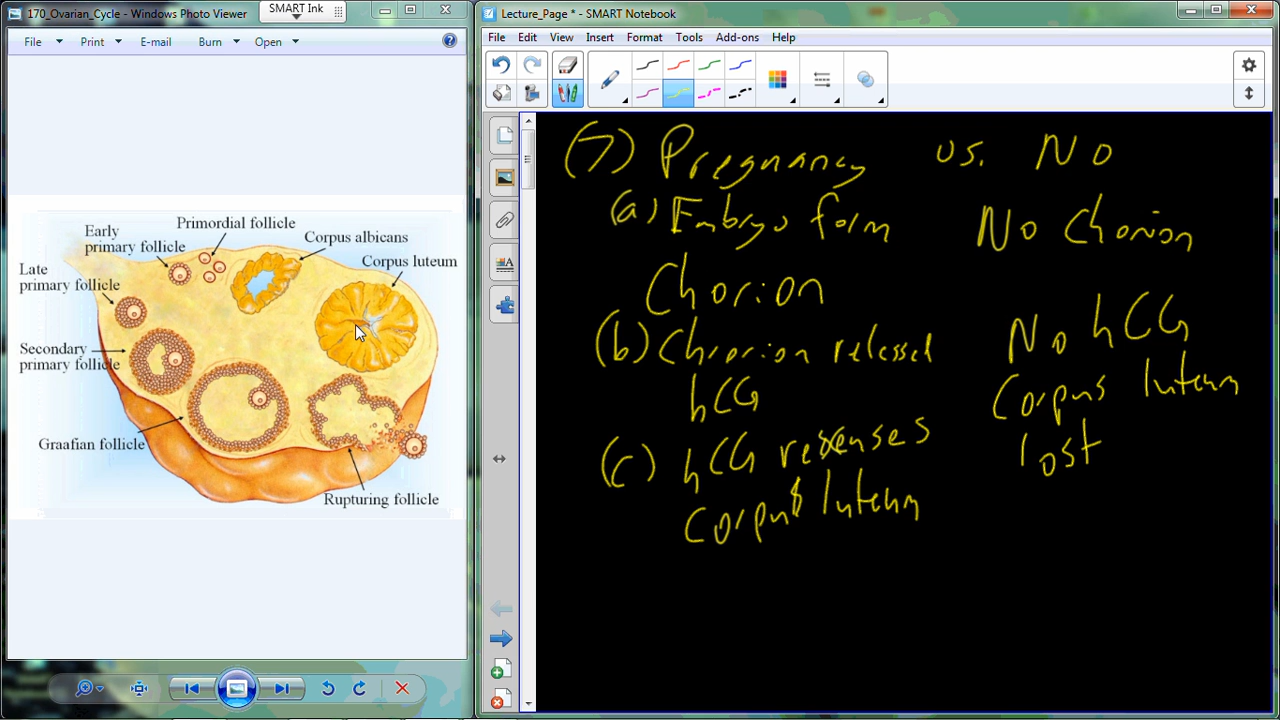 170_Ovarian_Cycle - Windows Photo Viewer
SMART Ink
File Print E-mail Burn Open
Primordial follicle
Early
primary follicle
Corpus albicans
Corpus luteum
Late
primary follicle
Secondary
primary follicle
Graafian follicle
Rupturing follicle
Lecture_Page * - SMART Notebook
File Edit View Insert Format Tools Add-ons Help
(7) Pregnancy vs. No
(a) Embryo form No Chorion
Chorion
(b) Chrorion released No hCG
hCG Corpus luteum
(c) hCG resenses lost
Corpus luteum